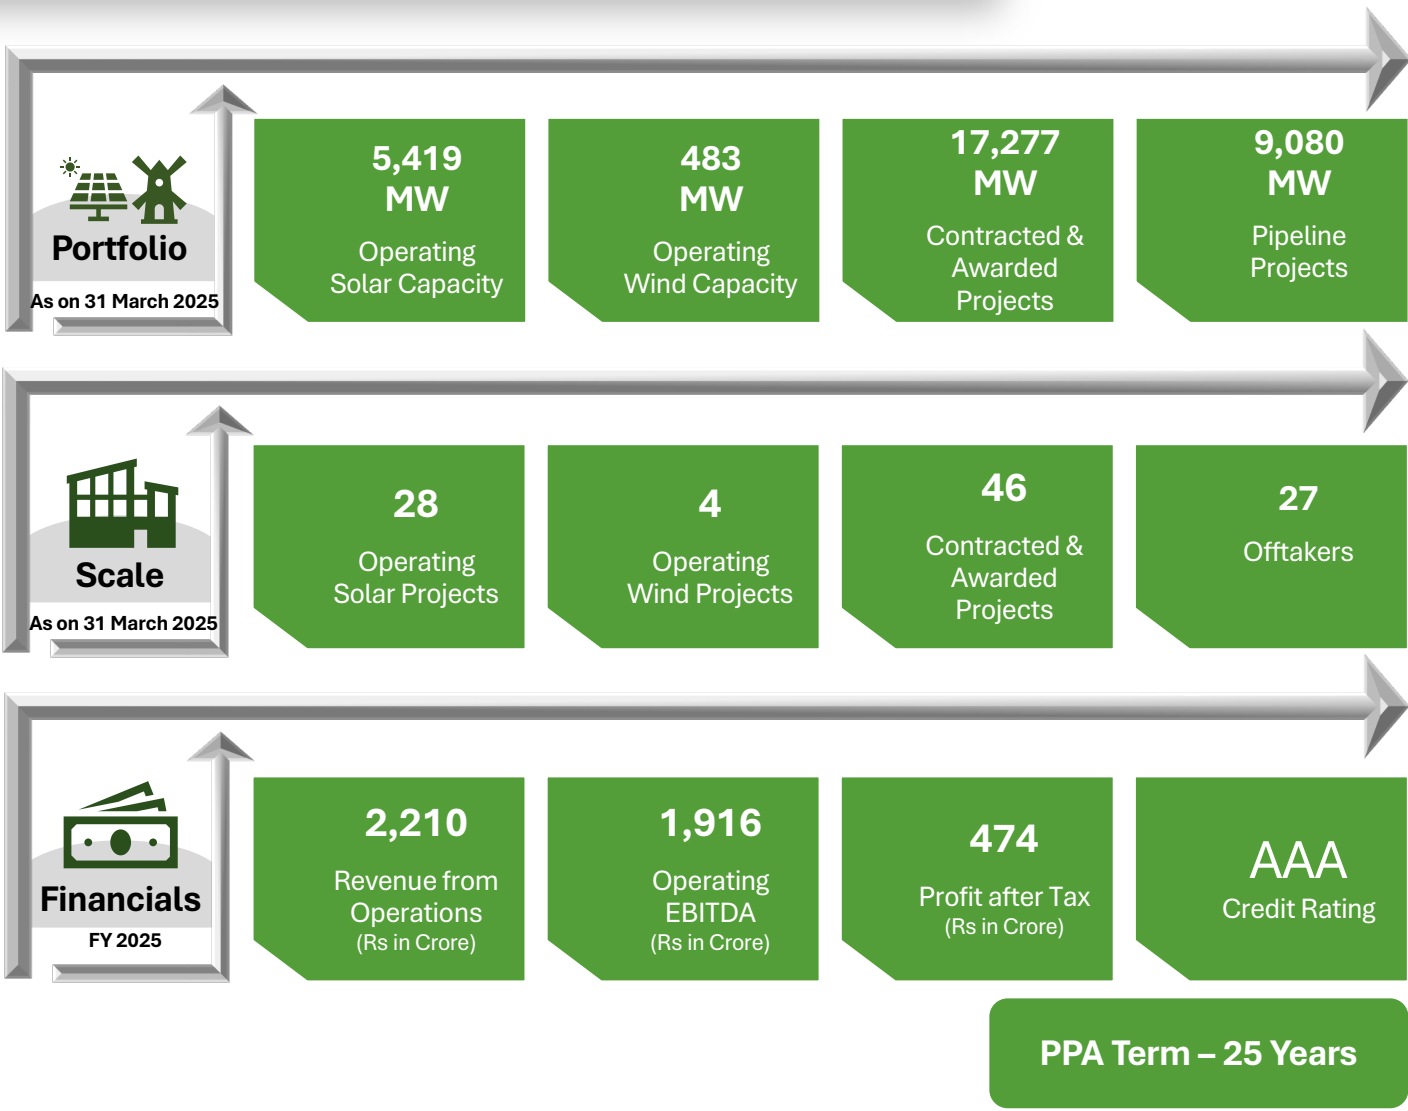 Portfolio
As on 31 March 2025
5,419
MW
Operating
Solar Capacity
483
MW
Operating
Wind Capacity
17,277
MW
Contracted &
Awarded
Projects
9,080
MW
Pipeline
Projects
Scale
As on 31 March 2025
28
Operating
Solar Projects
4
Operating
Wind Projects
46
Contracted &
Awarded
Projects
27
Offtakers
Financials
FY 2025
2,210
Revenue from
Operations
(Rs in Crore)
1,916
Operating
EBITDA
(Rs in Crore)
474
Profit after Tax
(Rs in Crore)
AAA
Credit Rating
PPA Term – 25 Years